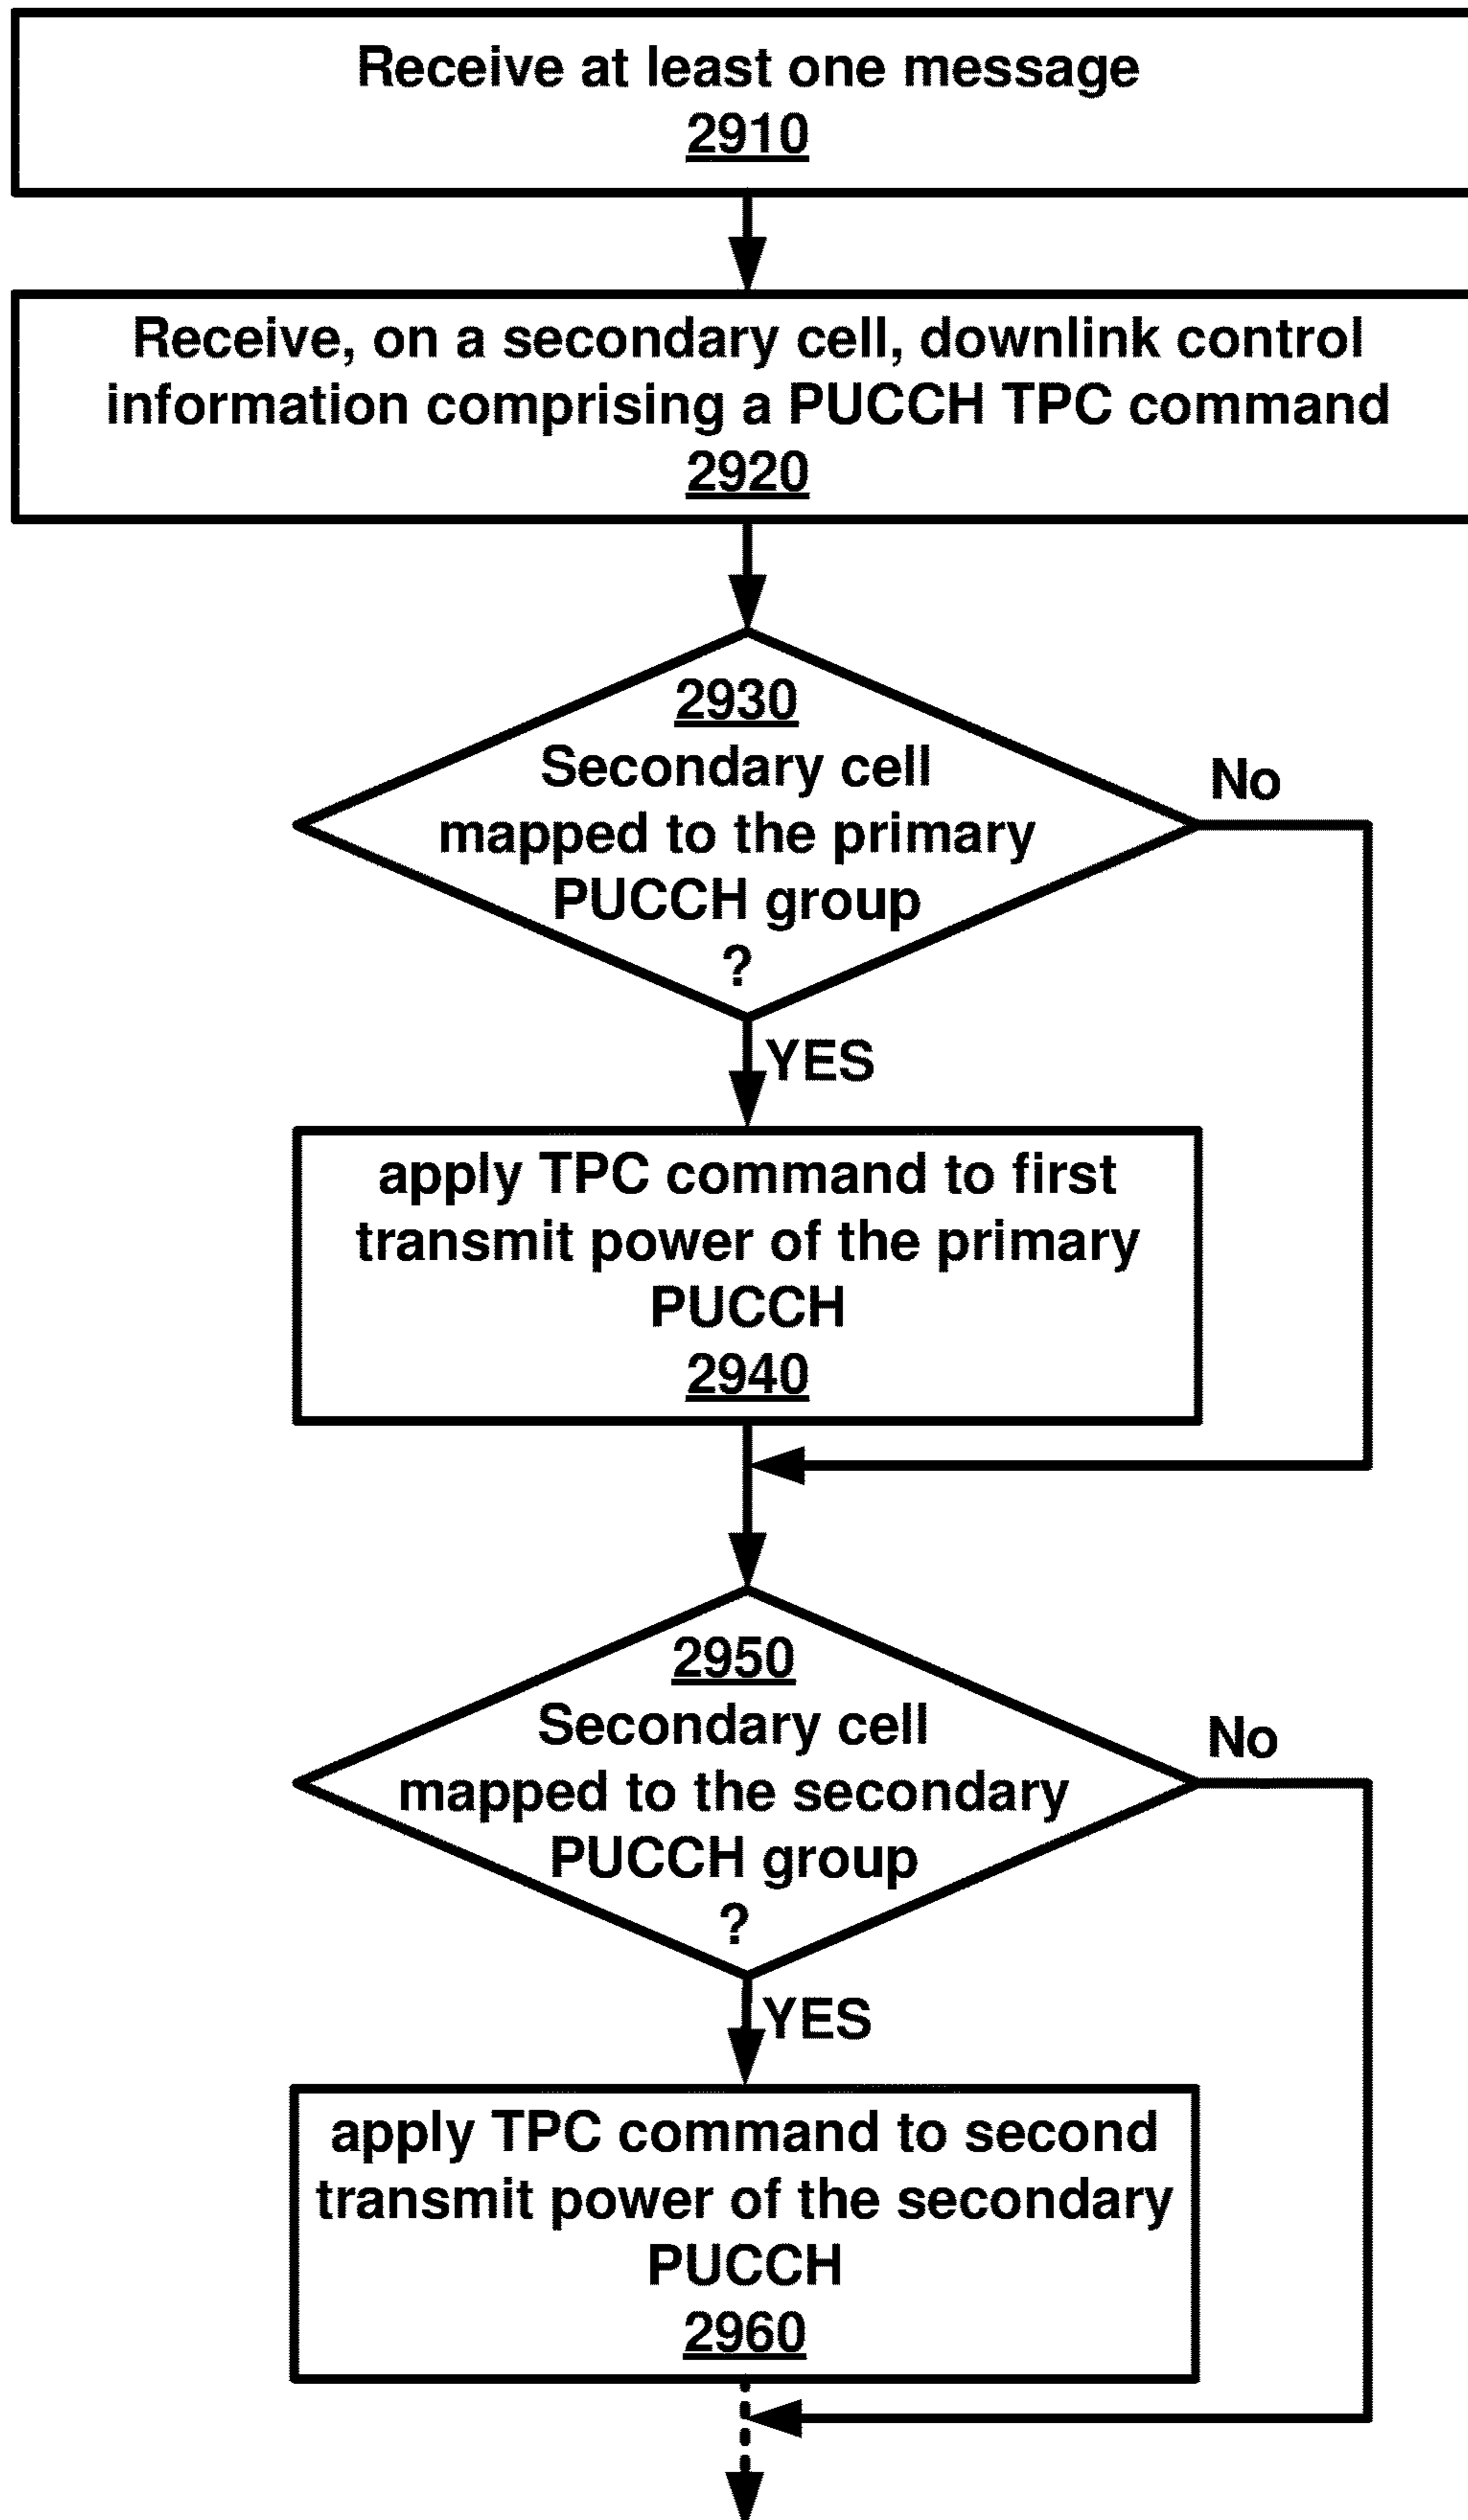 Receive at least one message
2910
Receive, on a secondary cell, downlink control
information comprising a PUCCH TPC command
2920
2930
Secondary cell
mapped to the primary
PUCCH group
?
No
YES
apply TPC command to first
transmit power of the primary
PUCCH
2940
2950
Secondary cell
mapped to the secondary
PUCCH group
?
No
YES
apply TPC command to second
transmit power of the secondary
PUCCH
2960